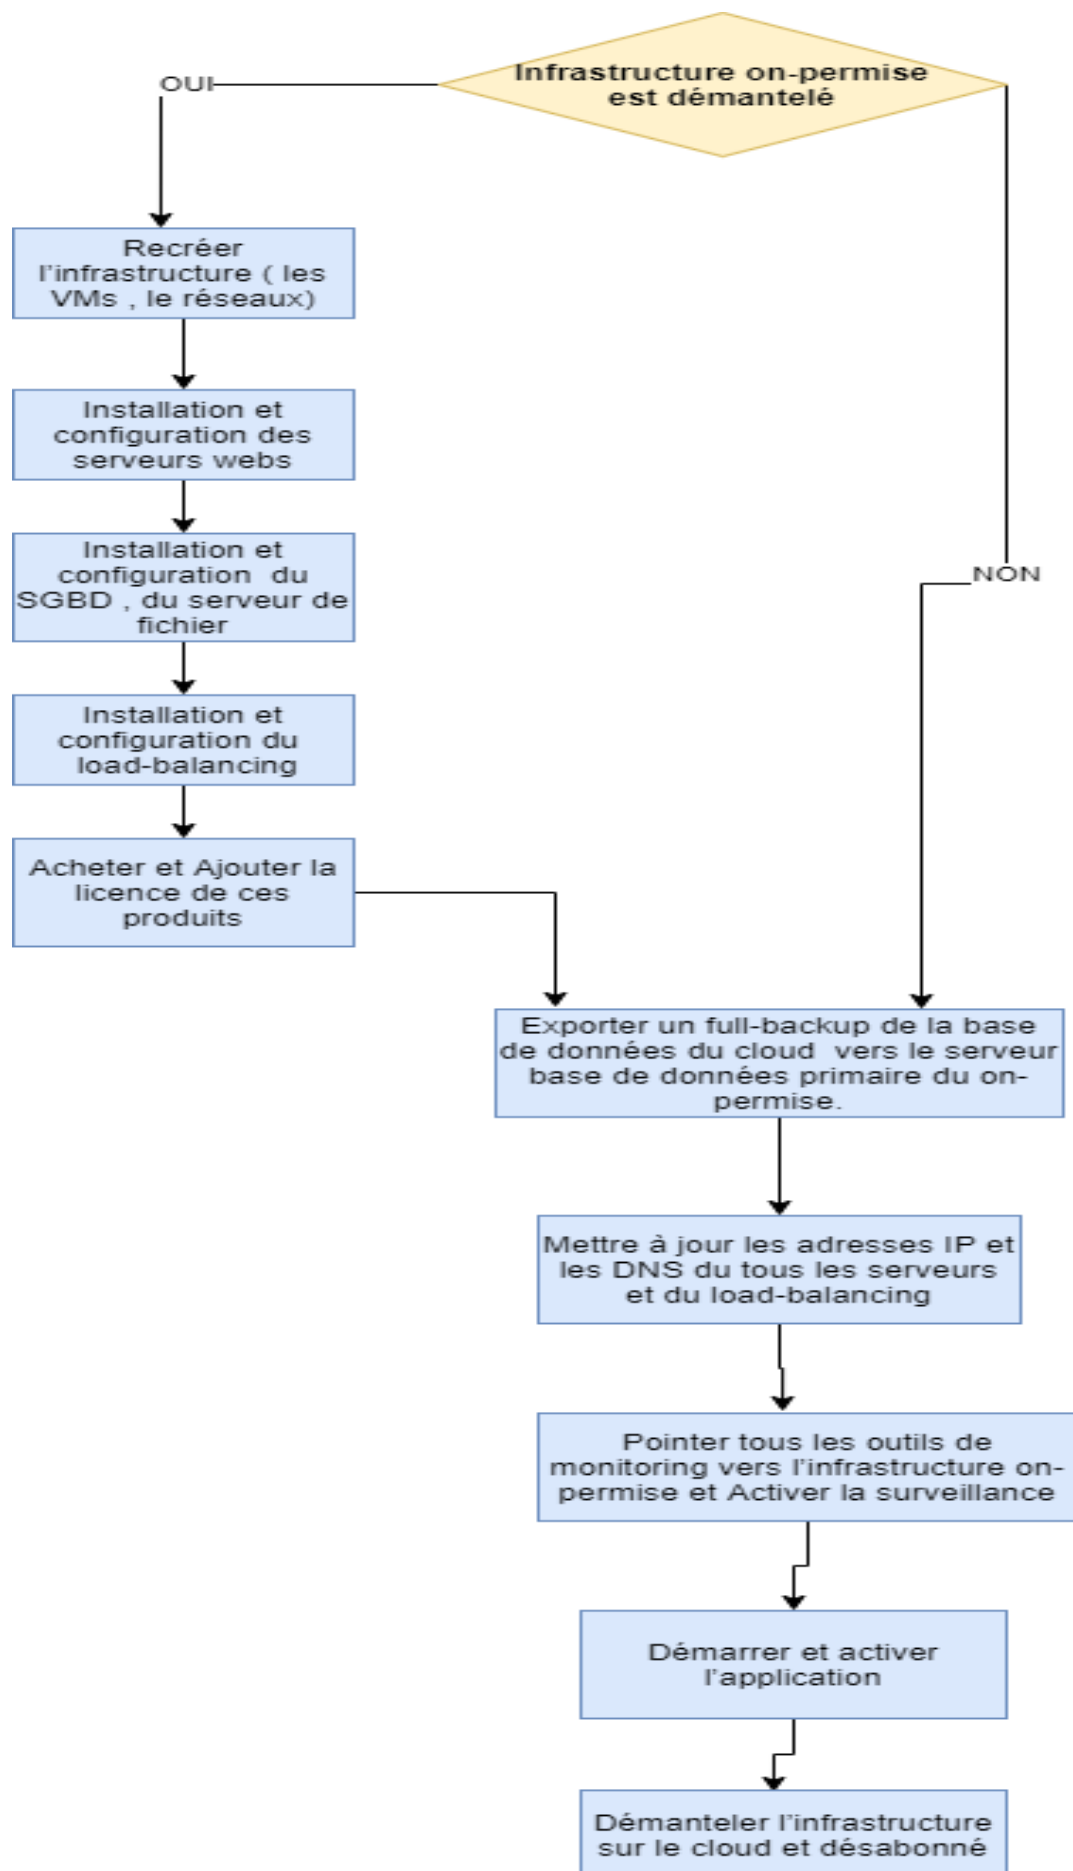 Infrastructure on-permise
est démantelé
OUI
Recréer
l'infrastructure ( les
VMs , le réseaux)
Installation et
configuration des
serveurs webs
Installation et
configuration  du
SGBD , du serveur de
fichier
NON
Installation et
configuration du
load-balancing
Acheter et Ajouter la
licence de ces
produits
Exporter un full-backup de la base
de données du cloud  vers le serveur
base de données primaire du on-
permise.
Mettre à jour les adresses IP et
les DNS du tous les serveurs
et du load-balancing
Pointer tous les outils de
monitoring vers l'infrastructure on-
permise et Activer la surveillance
Démarrer et activer
l'application
Démanteler l'infrastructure
sur le cloud et désabonné